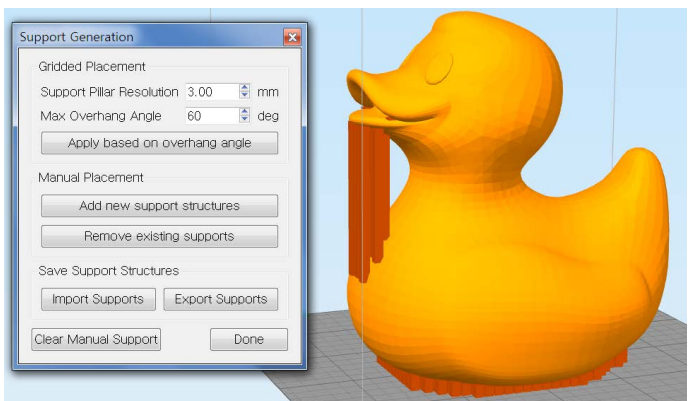 Support Generation
Gridded Placement
Support Pillar Resolution 3.00 mm
Max Overhang Angle 60 deg
Apply based on overhang angle
Manual Placement
Add new support structures
Remove existing supports
Save Support Structures
Import Supports Export Supports
Clear Manual Support Done